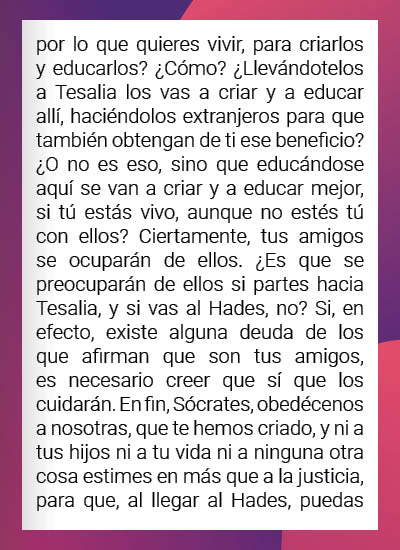 por lo que quieres vivir, para criarlos
y educarlos? ¿Cómo? ¿Llevándotelos
a Tesalia los vas a criar y a educar
allí, haciéndolos extranjeros para que
también obtengan de ti ese beneficio?
¿O no es eso, sino que educándose
aquí se van a criar y a educar mejor,
si tú estás vivo, aunque no estés tú
con ellos? Ciertamente, tus amigos
se ocuparán de ellos. ¿Es que se
preocuparán de ellos si partes hacia
Tesalia, y si vas al Hades, no? Si, en
efecto, existe alguna deuda de los
que afirman que son tus amigos,
es necesario creer que sí que los
cuidarán. En fin, Sócrates, obedécenos
a nosotras, que te hemos criado, y ni a
tus hijos ni a tu vida ni a ninguna otra
cosa estimes en más que a la justicia,
para que, al llegar al Hades, puedas